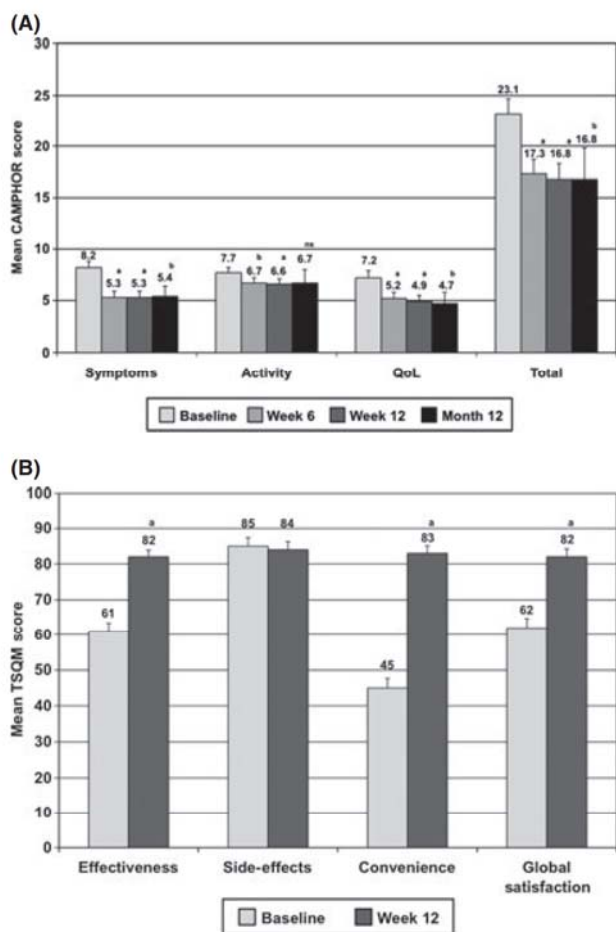 (A)
30
25
20
15
10
5
0
Mean CAMPHOR score
8.2
a
5.3
a
5.3
b
5.4
7.7
b
6.7
a
6.6
ns
6.7
7.2
a
5.2
a
4.9
b
4.7
23.1
a
17.3
a
16.8
b
16.8
Symptoms Activity QoL Total
Baseline Week 6 Week 12 Month 12
(B)
100
90
80
70
60
50
40
30
20
10
0
Mean TSQM score
61
a
82
85
84
45
a
83
62
a
82
Effectiveness Side-effects Convenience Global
satisfaction
Baseline Week 12